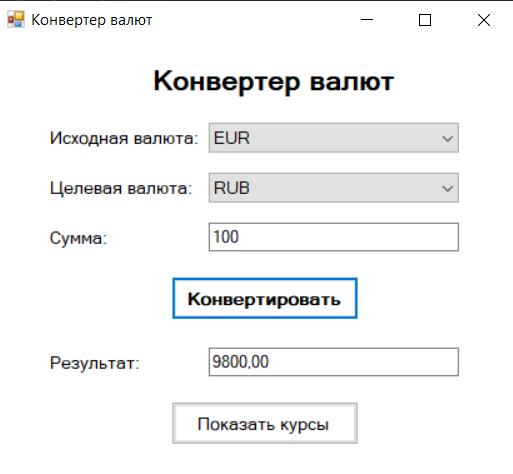 Конвертер валют
Конвертер валют
Исходная валюта: EUR
Целевая валюта: RUB
Сумма: 100
Конвертировать
Результат: 9800,00
Показать курсы